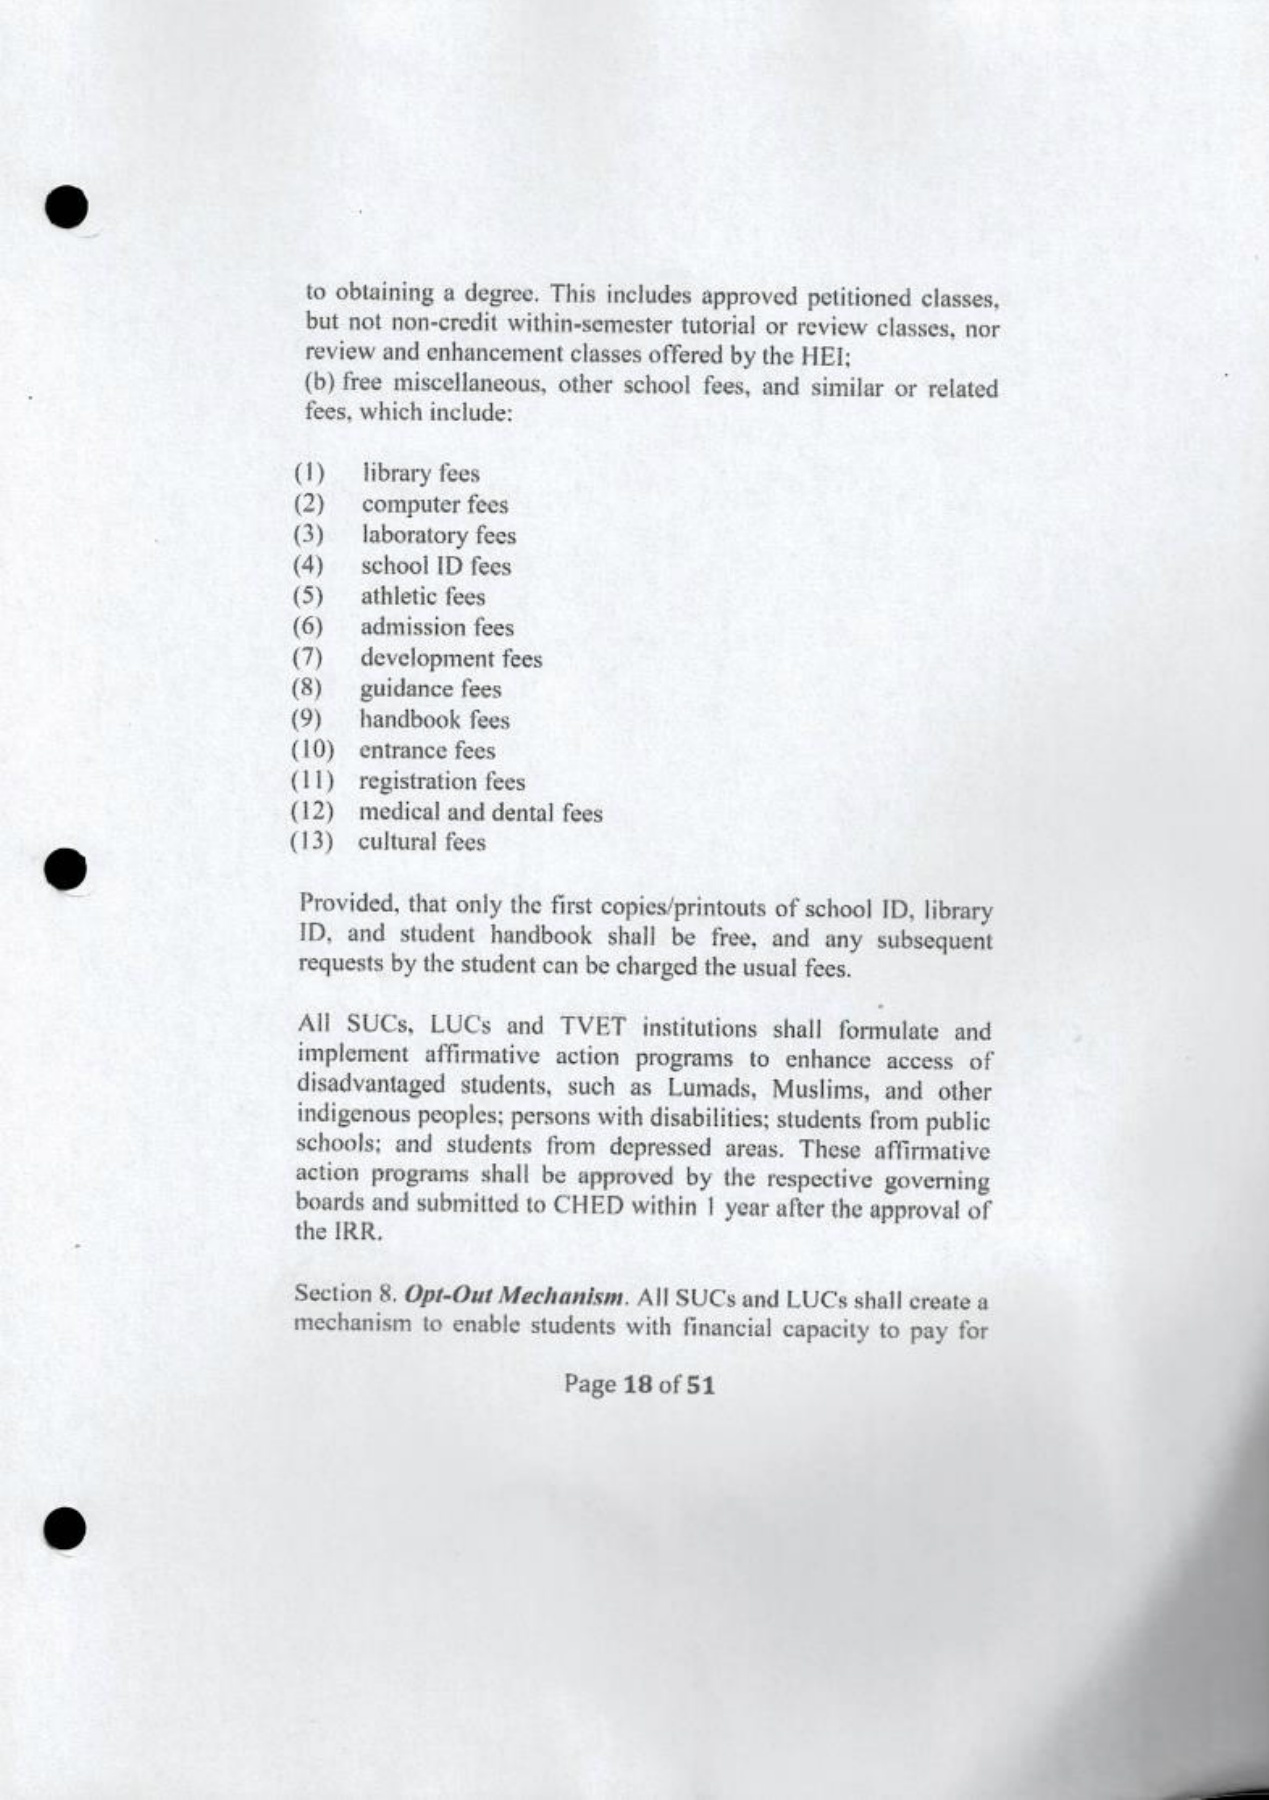 to obtaining a degree. This includes approved petitioned classes,
but not non-credit within-semester tutorial or review classes, nor
review and enhancement classes offered by the HEI;
(b) free miscellaneous, other school fees, and similar or related
fees, which include:
(1) library fees
(2) computer fees
(3) laboratory fees
(4) school ID fees
(5) athletic fees
(6) admission fees
(7) development fees
(8) guidance fees
(9) handbook fees
(10) entrance fees
(11) registration fees
(12) medical and dental fees
(13) cultural fees
Provided, that only the first copies/printouts of school ID, library
ID, and student handbook shall be free, and any subsequent
requests by the student can be charged the usual fees.
All SUCs, LUCs and TVET institutions shall formulate and
implement affirmative action programs to enhance access of
disadvantaged students, such as Lumads, Muslims, and other
indigenous peoples; persons with disabilities; students from public
schools; and students from depressed areas. These affirmative
action programs shall be approved by the respective governing
boards and submitted to CHED within 1 year after the approval of
the IRR.
Section 8. Opt-Out Mechanism. All SUCs and LUCs shall create a
mechanism to enable students with financial capacity to pay for
Page 18 of 51